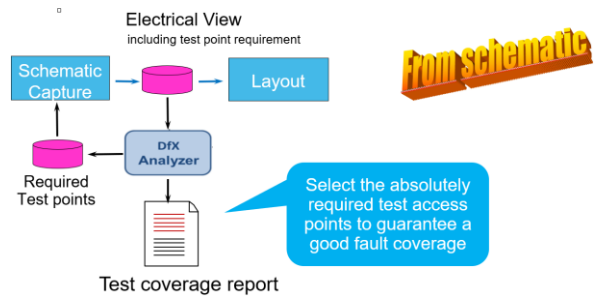 Electrical View
including test point requirement
From schematic
Schematic
Capture
Layout
DfX
Analyzer
Required
Test points
Select the absolutely
required test access
points to guarantee a
good fault coverage
Test coverage report